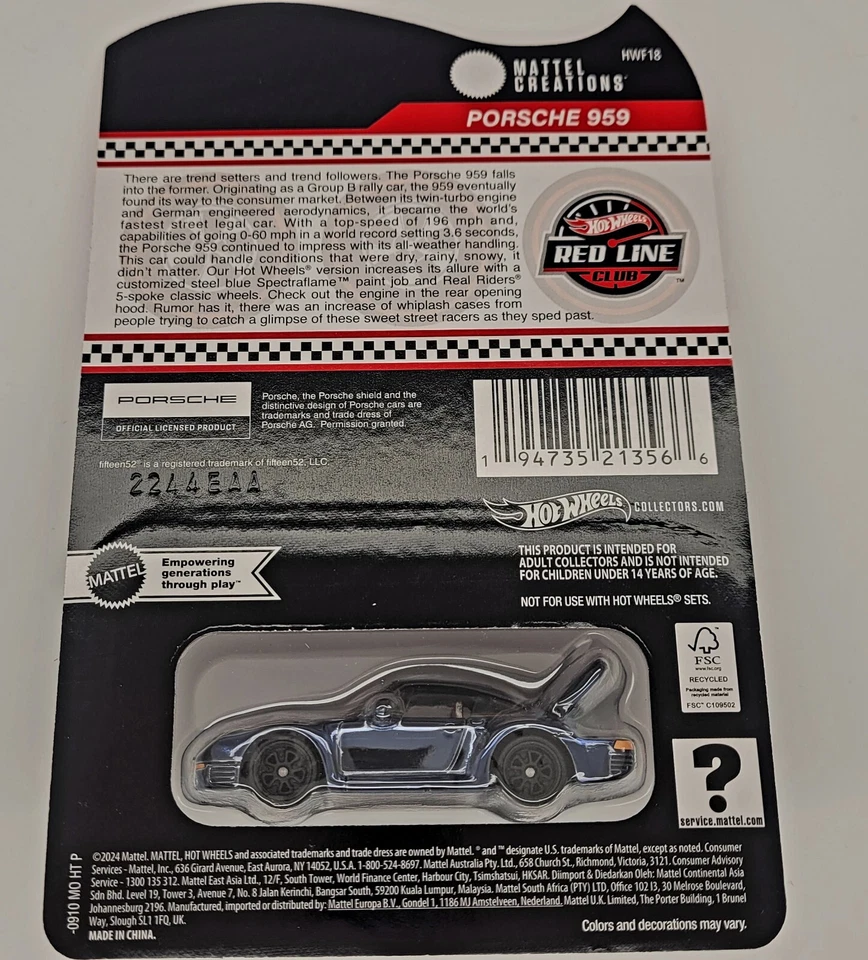 HWF18
MATTEL
CREATIONS
PORSCHE 959
There are trend setters and trend followers. The Porsche 959 falls
into the former. Originating as a Group B rally car, the 959 eventually
found its way to the consumer market. Between its twin-turbo engine
and German engineered aerodynamics, it became the world's
fastest street legal car. With a top-speed of 196 mph and,
capabilities of going 0-60 mph in a world record setting 3.6 seconds,
the Porsche 959 continued to impress with its all-weather handling.
This car could handle conditions that were dry, rainy, snowy, it
didn't matter. Our Hot Wheels® version increases its allure with a
customized steel blue Spectraflame™ paint job and Real Riders®
5-spoke classic wheels. Check out the engine in the rear opening
hood. Rumor has it, there was an increase of whiplash cases from
people trying to catch a glimpse of these sweet street racers as they sped past.
Hot Wheels
RED LINE
CLUB™
PORSCHE
OFFICIAL LICENSED PRODUCT
Porsche, the Porsche shield and the
distinctive design of Porsche cars are
trademarks and trade dress of
Porsche AG. Permission granted.
1 94735 21356 6
fifteen52® is a registered trademark of fifteen52, LLC.
2244EAA
Hot Wheels COLLECTORS.COM
MATTEL
Empowering
generations
through play™
THIS PRODUCT IS INTENDED FOR
ADULT COLLECTORS AND IS NOT INTENDED
FOR CHILDREN UNDER 14 YEARS OF AGE.
NOT FOR USE WITH HOT WHEELS® SETS.
FSC
www.fsc.org
RECYCLED
Packaging made from
recycled material
FSC™ C109502
?
service.mattel.com
-0910 MO HT P
©2024 Mattel. MATTEL, HOT WHEELS and associated trademarks and trade dress are owned by Mattel. ® and ™ designate U.S. trademarks of Mattel, except as noted. Consumer
Services - Mattel, Inc., 636 Girard Avenue, East Aurora, NY 14052, U.S.A. 1-800-524-8697. Mattel Australia Pty. Ltd., 658 Church St., Richmond, Victoria, 3121. Consumer Advisory
Service - 1300 135 312. Mattel East Asia Ltd., 12/F, South Tower, World Finance Center, Harbour City, Tsimshatsui, HKSAR. Diimport & Diedarkan Oleh: Mattel Continental Asia
Sdn Bhd. Level 19, Tower 3, Avenue 7, No. 8 Jalan Kerinchi, Bangsar South, 59200 Kuala Lumpur, Malaysia. Mattel South Africa (PTY) LTD, Office 102 I3, 30 Melrose Boulevard,
Johannesburg 2196. Manufactured, imported or distributed by: Mattel Europa B.V., Gondel 1, 1186 MJ Amstelveen, Nederland. Mattel U.K. Limited, The Porter Building, 1 Brunel
Way, Slough SL1 1FQ, UK.
MADE IN CHINA.
Colors and decorations may vary.